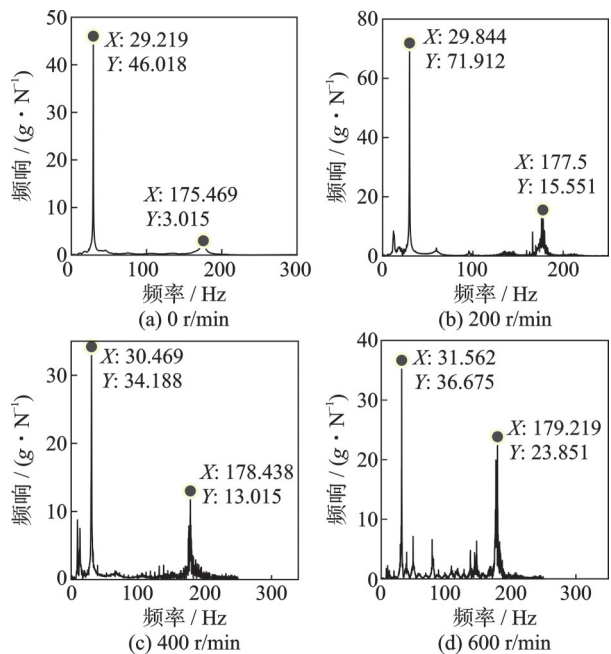 50
40
30
20
10
0
频响 / (g·N⁻¹)
X: 29.219
Y: 46.018
X: 175.469
Y:3.015
0 100 200 300
频率 / Hz
(a) 0 r/min
80
60
40
20
0
频响 / (g·N⁻¹)
X: 29.844
Y: 71.912
177.5
Y: 15.551
0 100 200
频率 / Hz
(b) 200 r/min
30
20
10
0
频响 / (g·N⁻¹)
X: 30.469
Y: 34.188
X: 178.438
Y: 13.015
0 100 200 300
频率 / Hz
(c) 400 r/min
40
30
20
10
0
频响 / (g·N⁻¹)
X: 31.562
Y: 36.675
X: 179.219
Y: 23.851
0 100 200 300
频率 / Hz
(d) 600 r/min